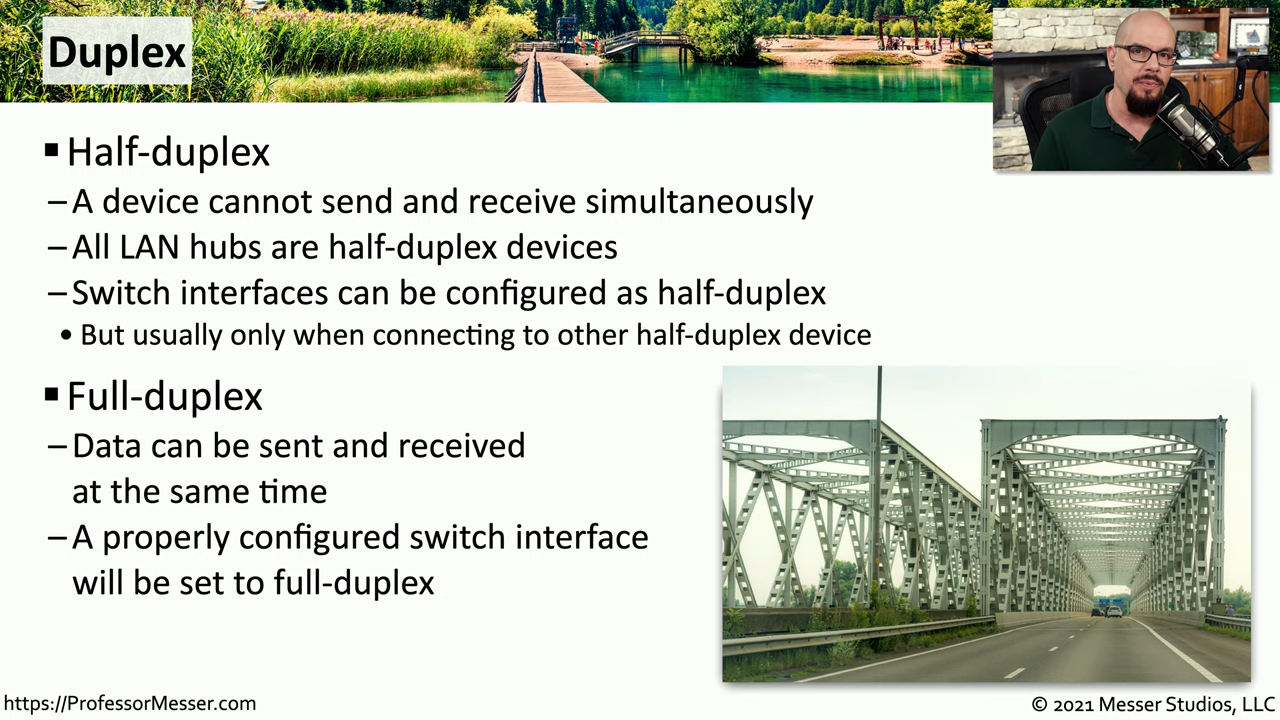 Duplex
▪ Half-duplex
– A device cannot send and receive simultaneously
– All LAN hubs are half-duplex devices
– Switch interfaces can be configured as half-duplex
• But usually only when connecting to other half-duplex device
▪ Full-duplex
– Data can be sent and received
at the same time
– A properly configured switch interface
will be set to full-duplex
https://ProfessorMesser.com
© 2021 Messer Studios, LLC